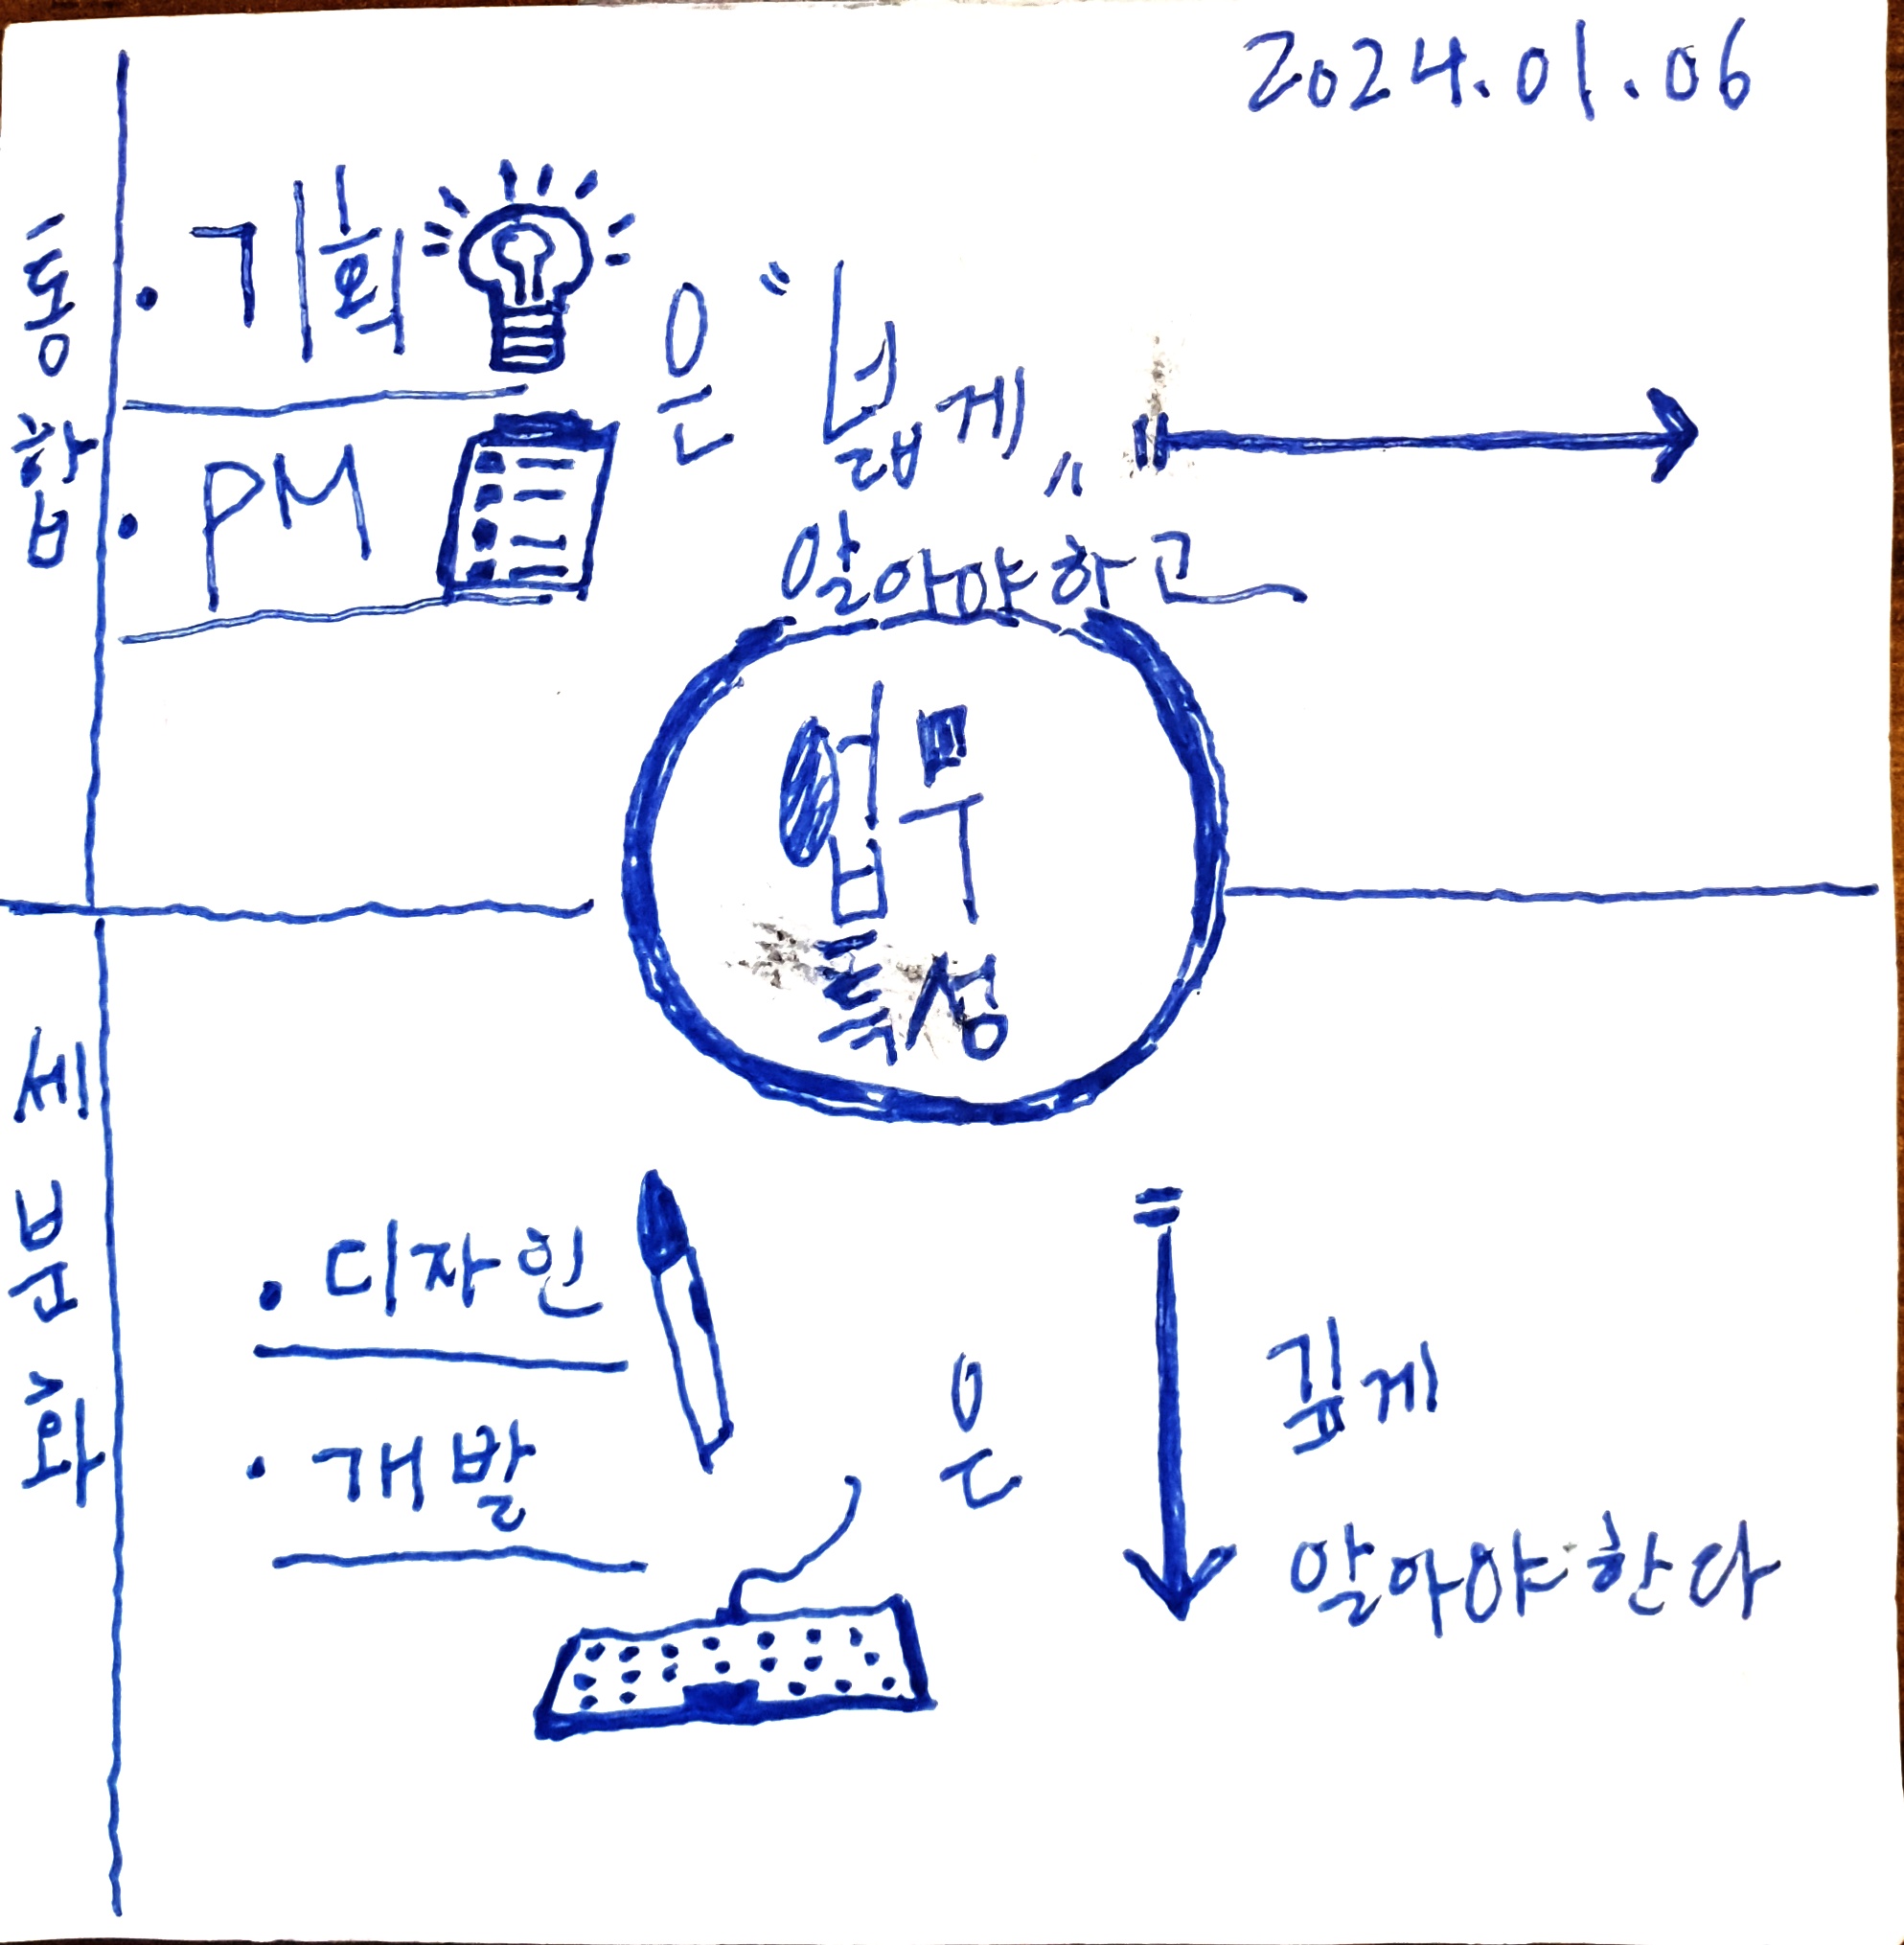 2024.01.06
통합
· 기획은 "넓게"
· PM
알아야하고
업무
특성
세분화
· 디자인
· 개발은
깊게
알아야 한다